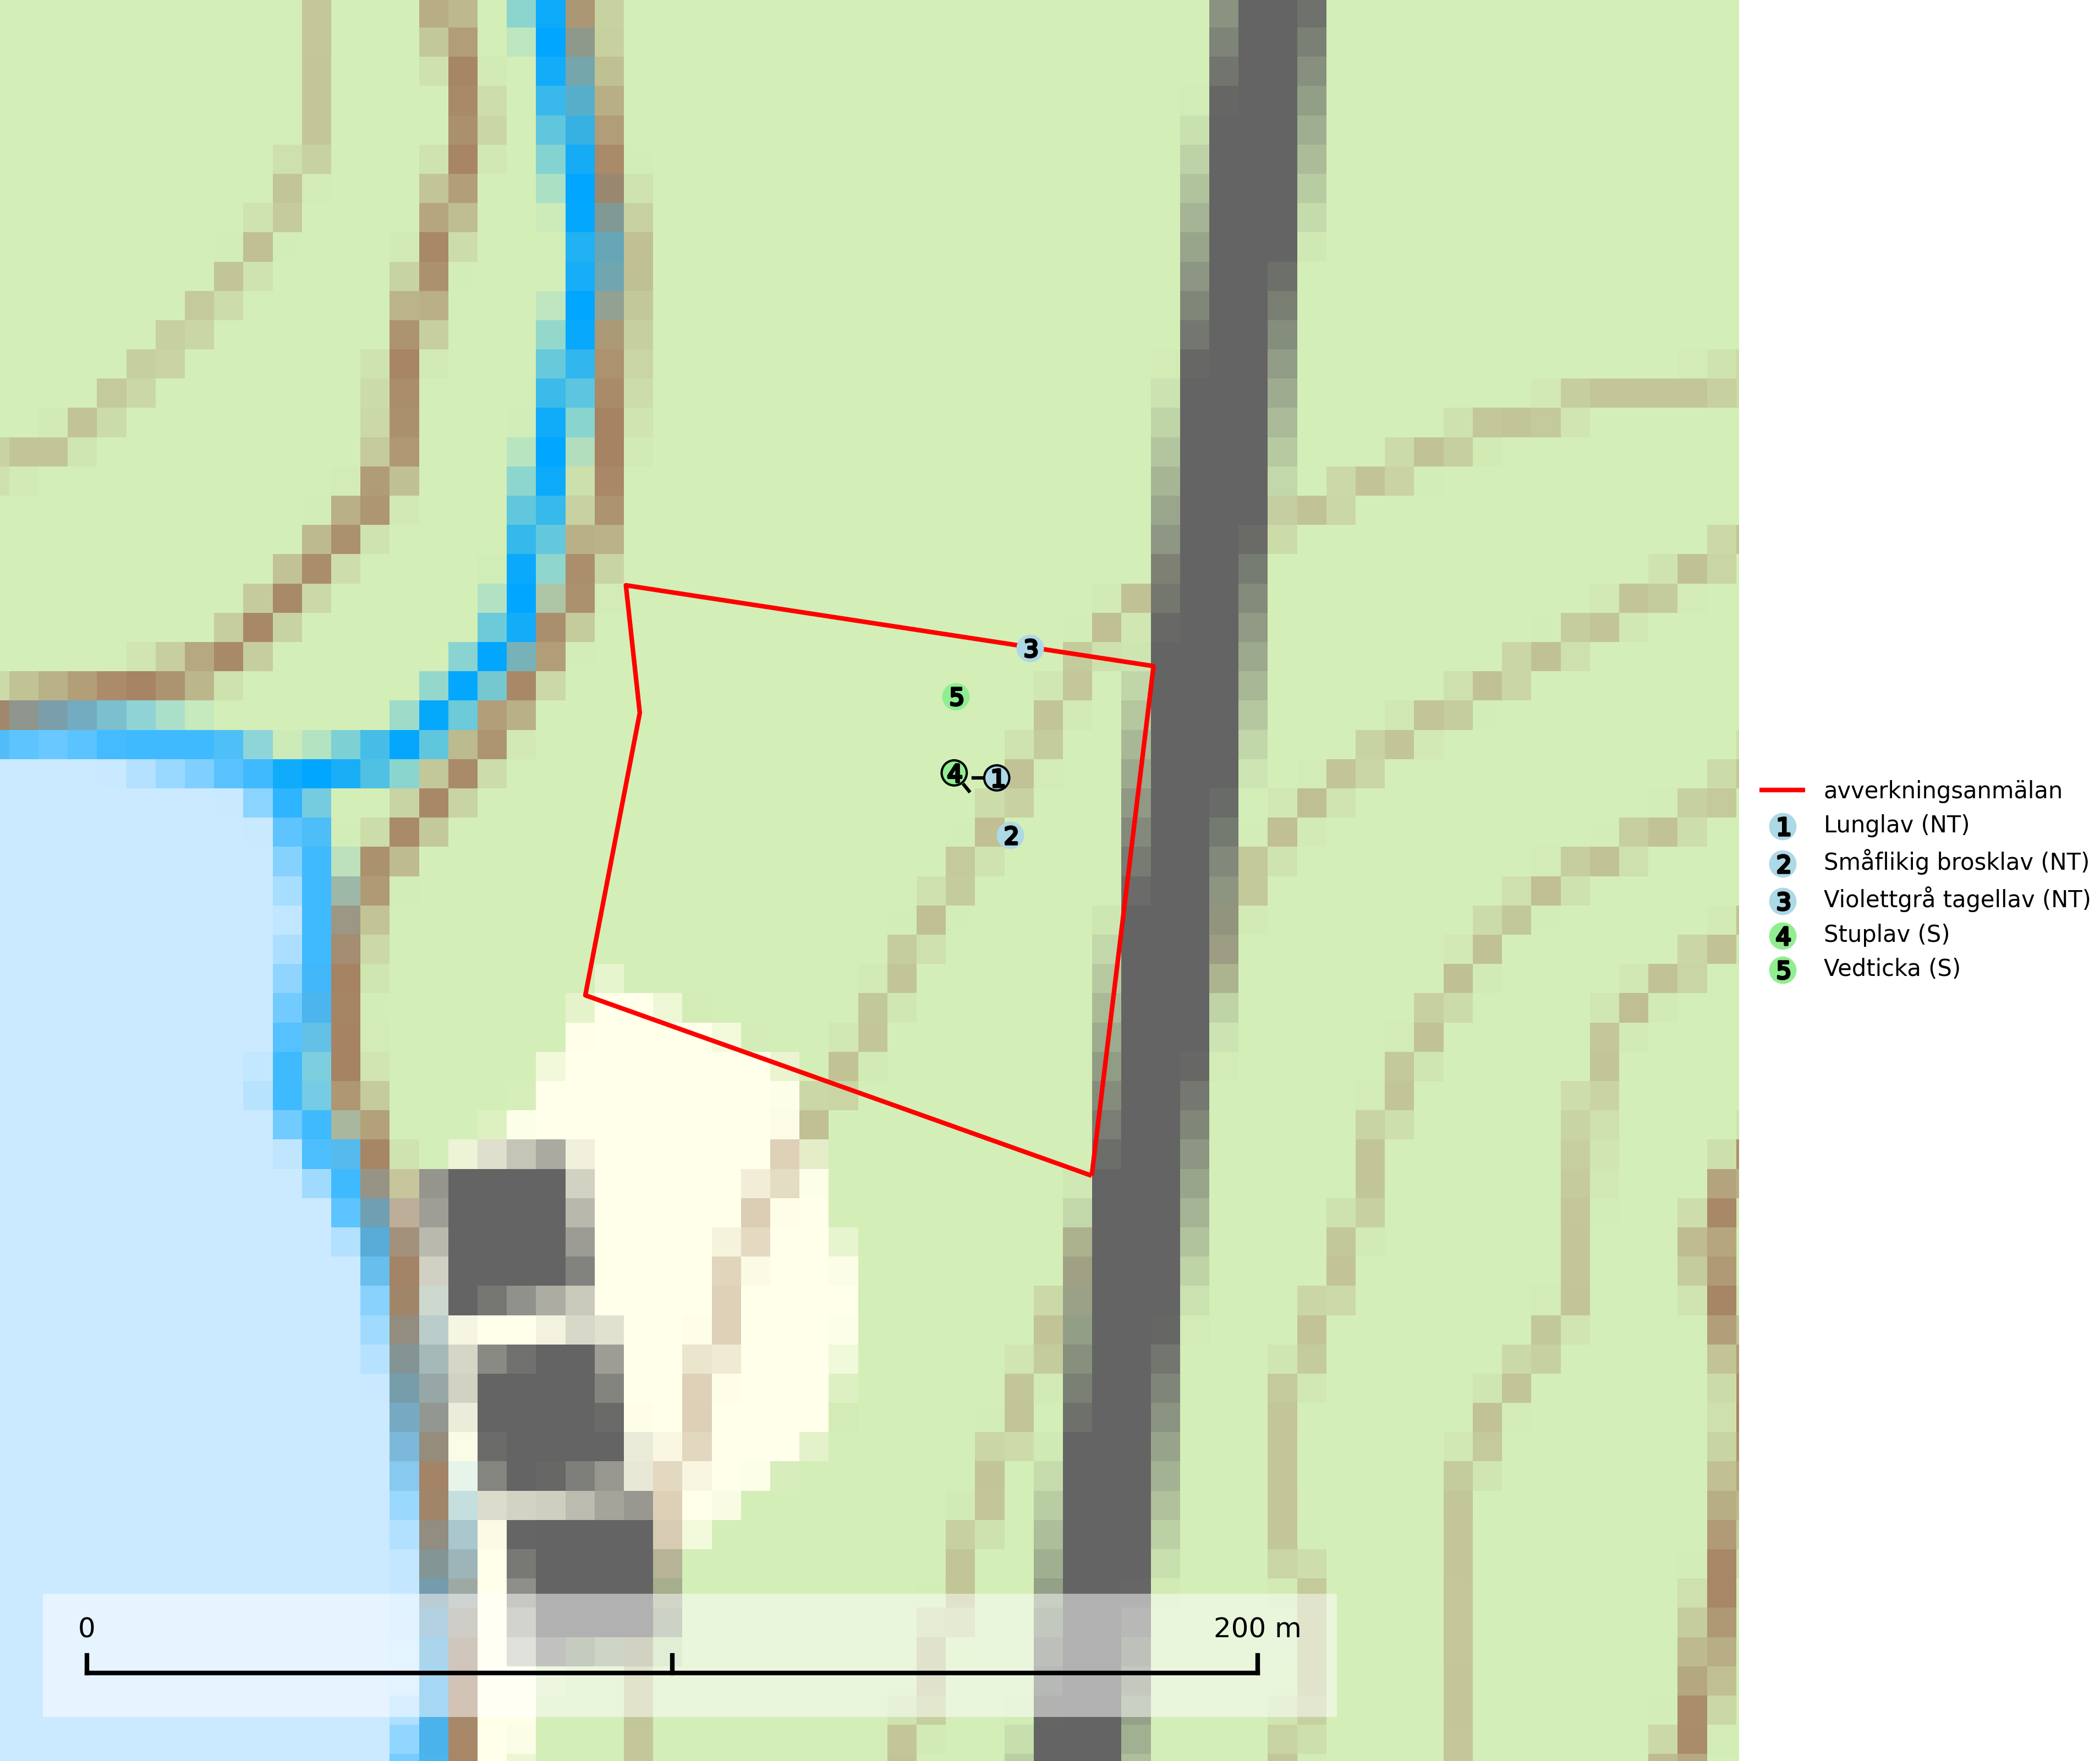 3
5
4 1
2
avverkningsanmälan
1 Lunglav (NT)
2 Småflikig brosklav (NT)
3 Violettgrå tagellav (NT)
4 Stuplav (S)
5 Vedticka (S)
0 200 m